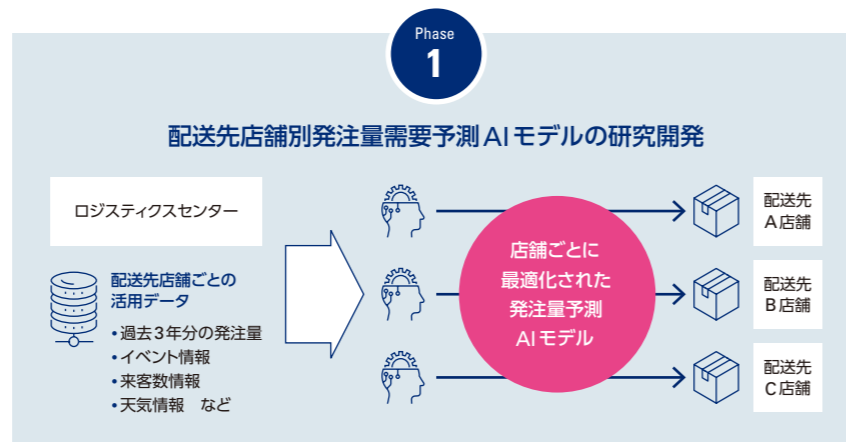 Phase
1
配送先店舗別発注量需要予測AIモデルの研究開発
ロジスティクスセンター
配送先店舗ごとの
活用データ
・過去3年分の発注量
・イベント情報
・来客数情報
・天気情報 など
店舗ごとに
最適化された
発注量予測
AIモデル
配送先
A店舗
配送先
B店舗
配送先
C店舗